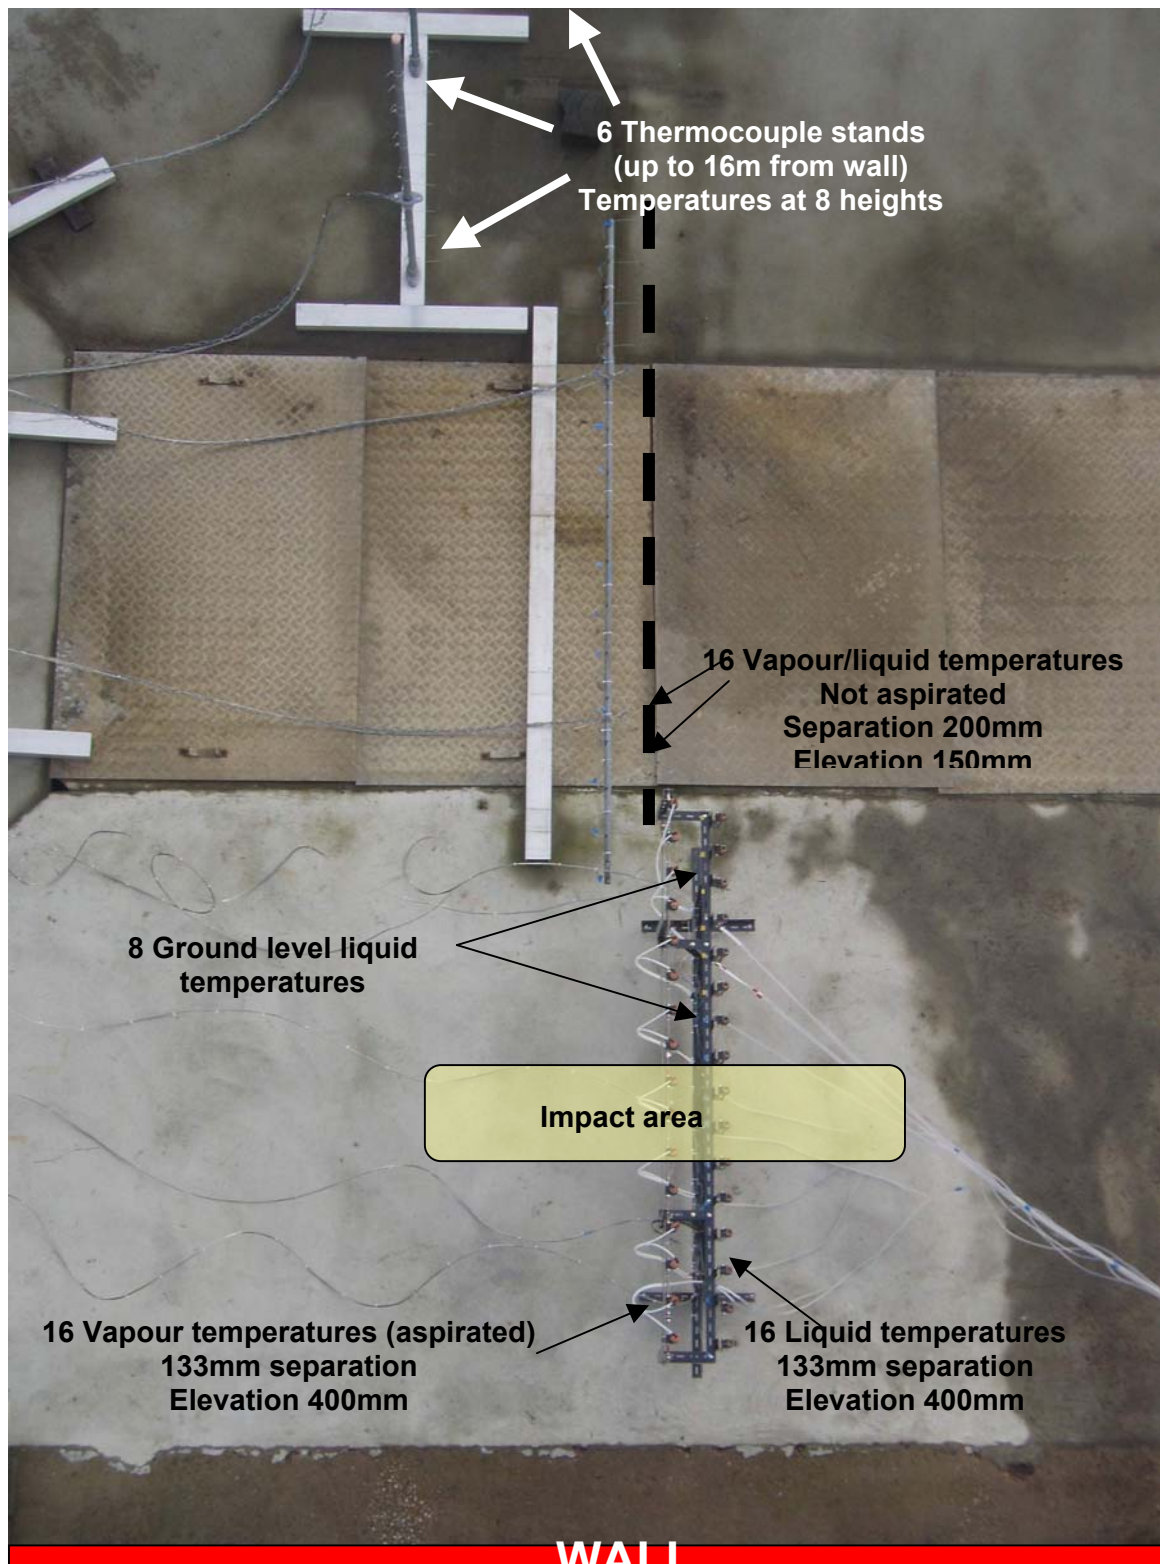 6 Thermocouple stands
(up to 16m from wall)
Temperatures at 8 heights
16 Vapour/liquid temperatures
Not aspirated
Separation 200mm
Elevation 150mm
8 Ground level liquid
temperatures
Impact area
16 Vapour temperatures (aspirated)
133mm separation
Elevation 400mm
16 Liquid temperatures
133mm separation
Elevation 400mm
WALL